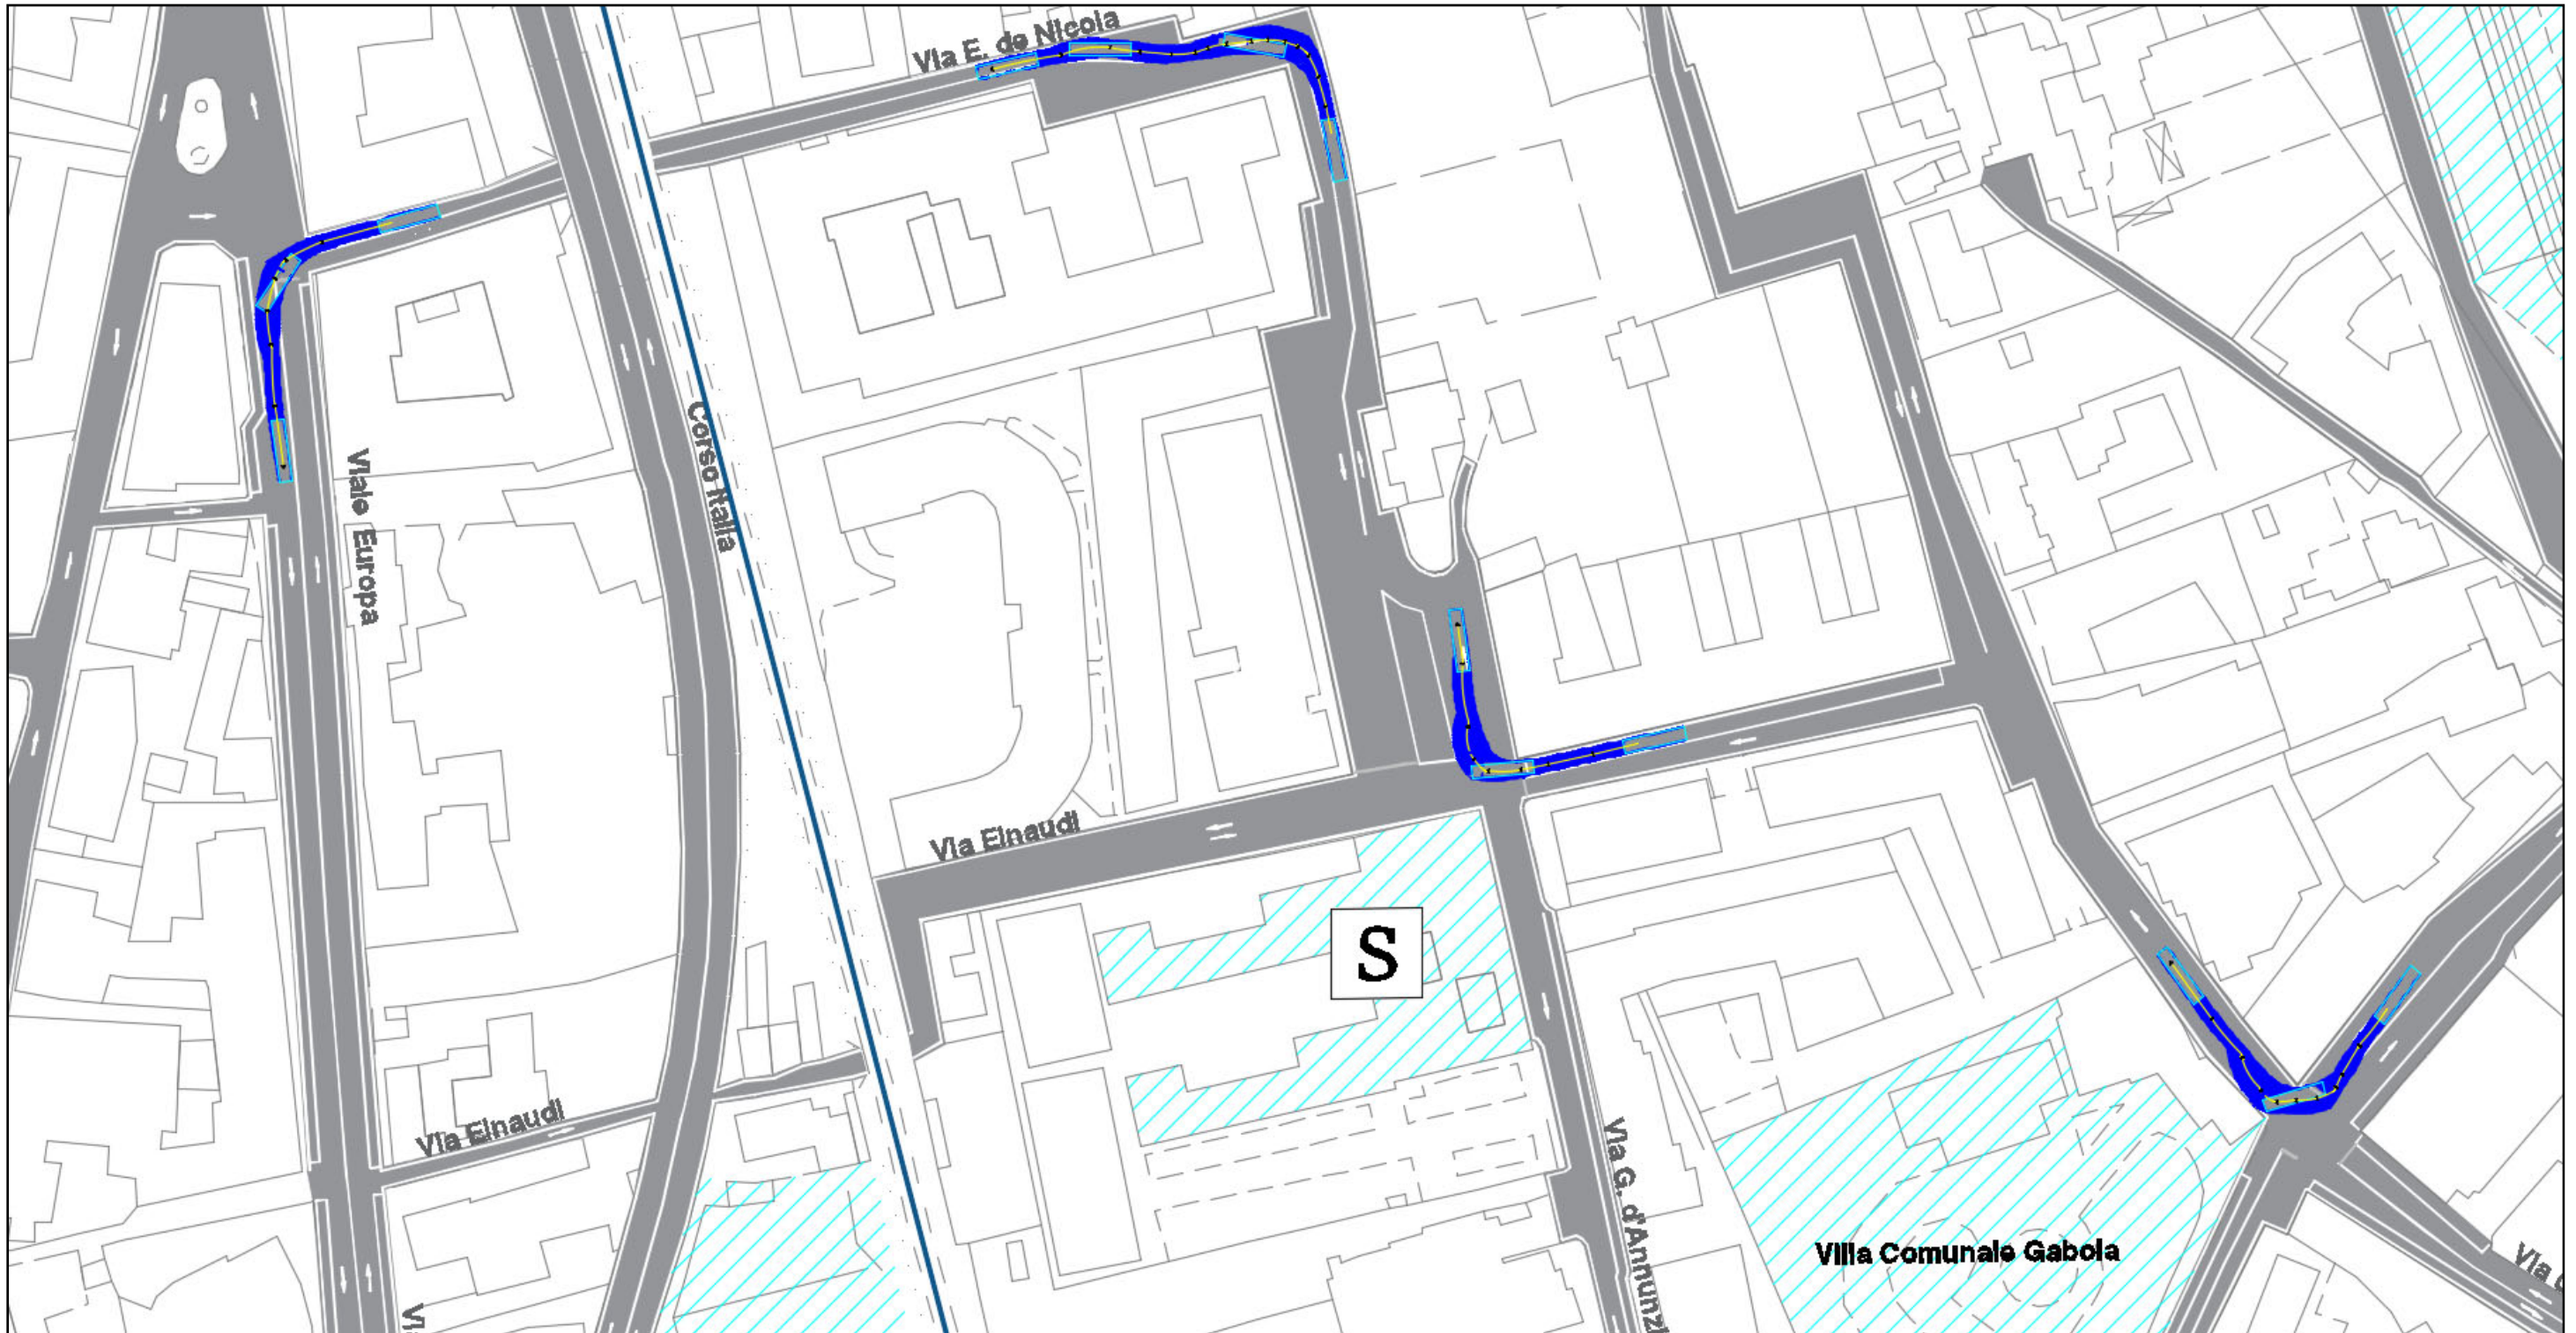 Via E. de Nicola
Corso Italia
Viale Europa
Via Einaudi
S
Via Einaudi
Via G. d'Annunzi
Villa Comunale Gabola